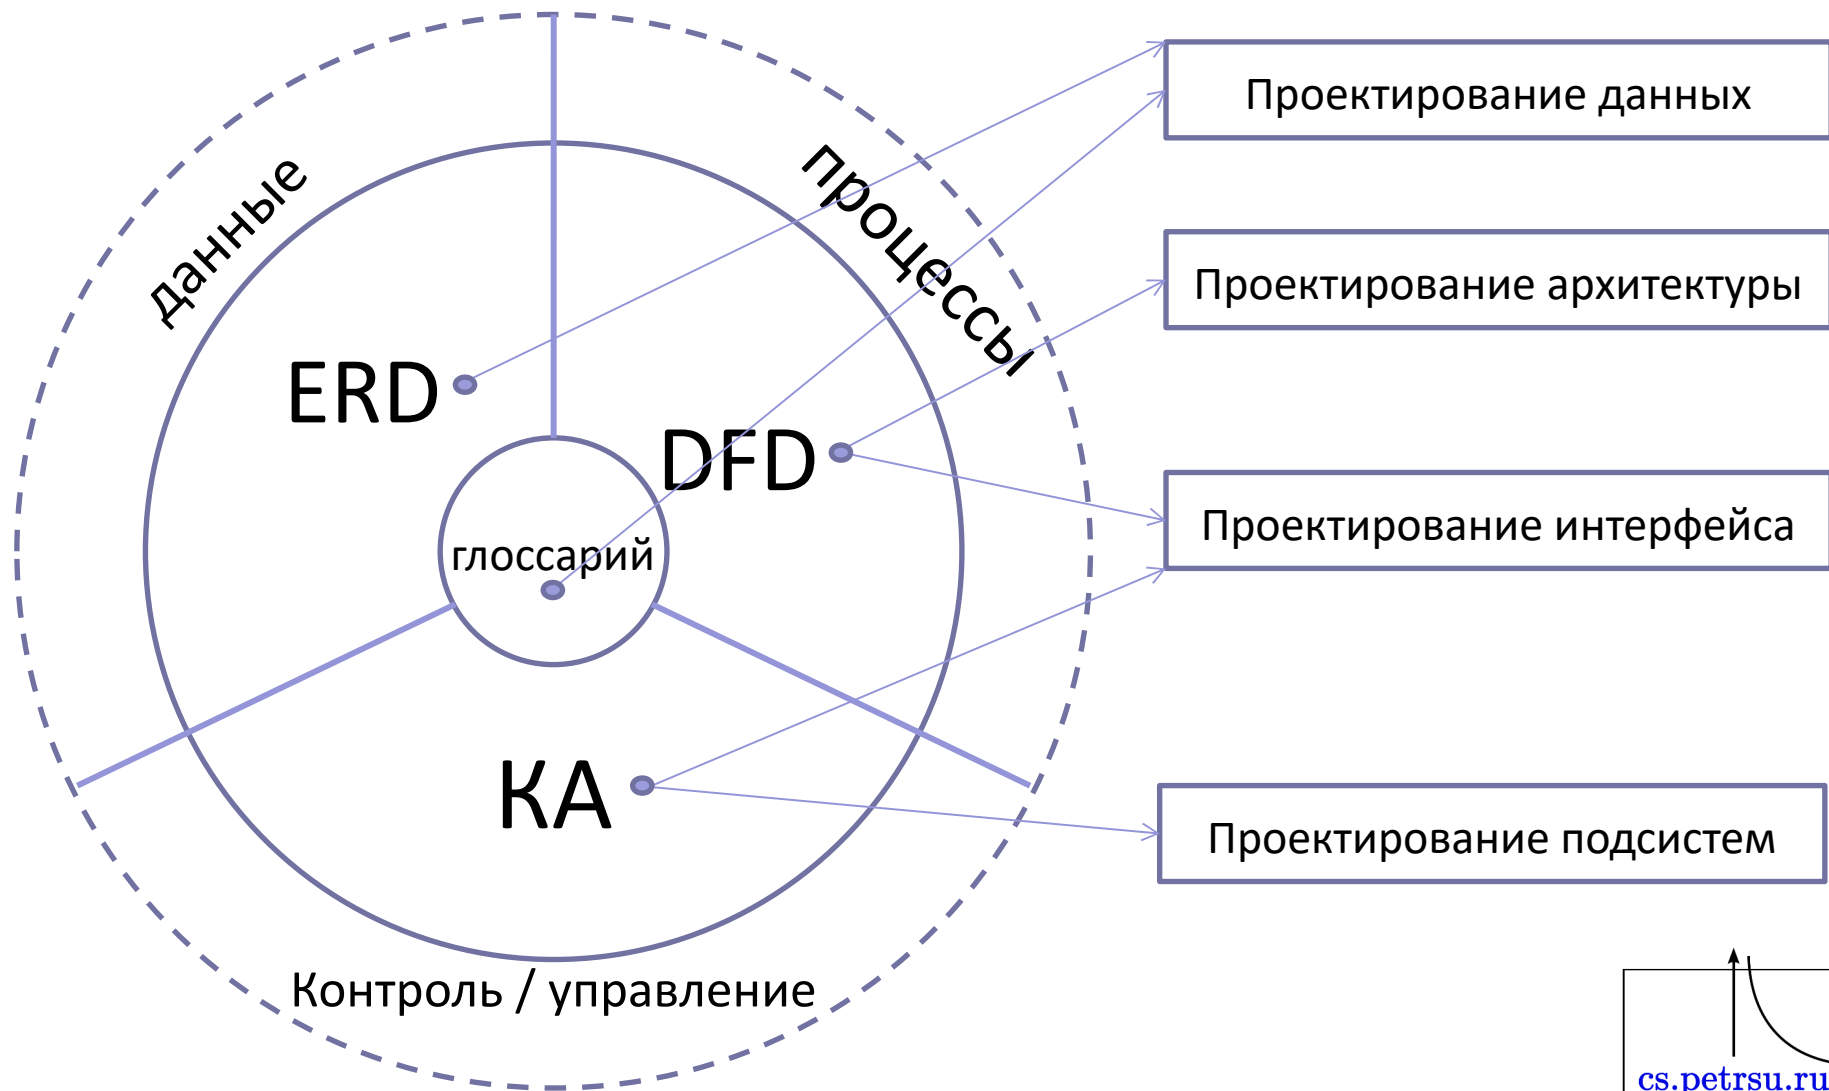 данные
процессы
ERD
DFD
глоссарий
КА
Контроль / управление
Проектирование данных
Проектирование архитектуры
Проектирование интерфейса
Проектирование подсистем
cs.petrsu.ru